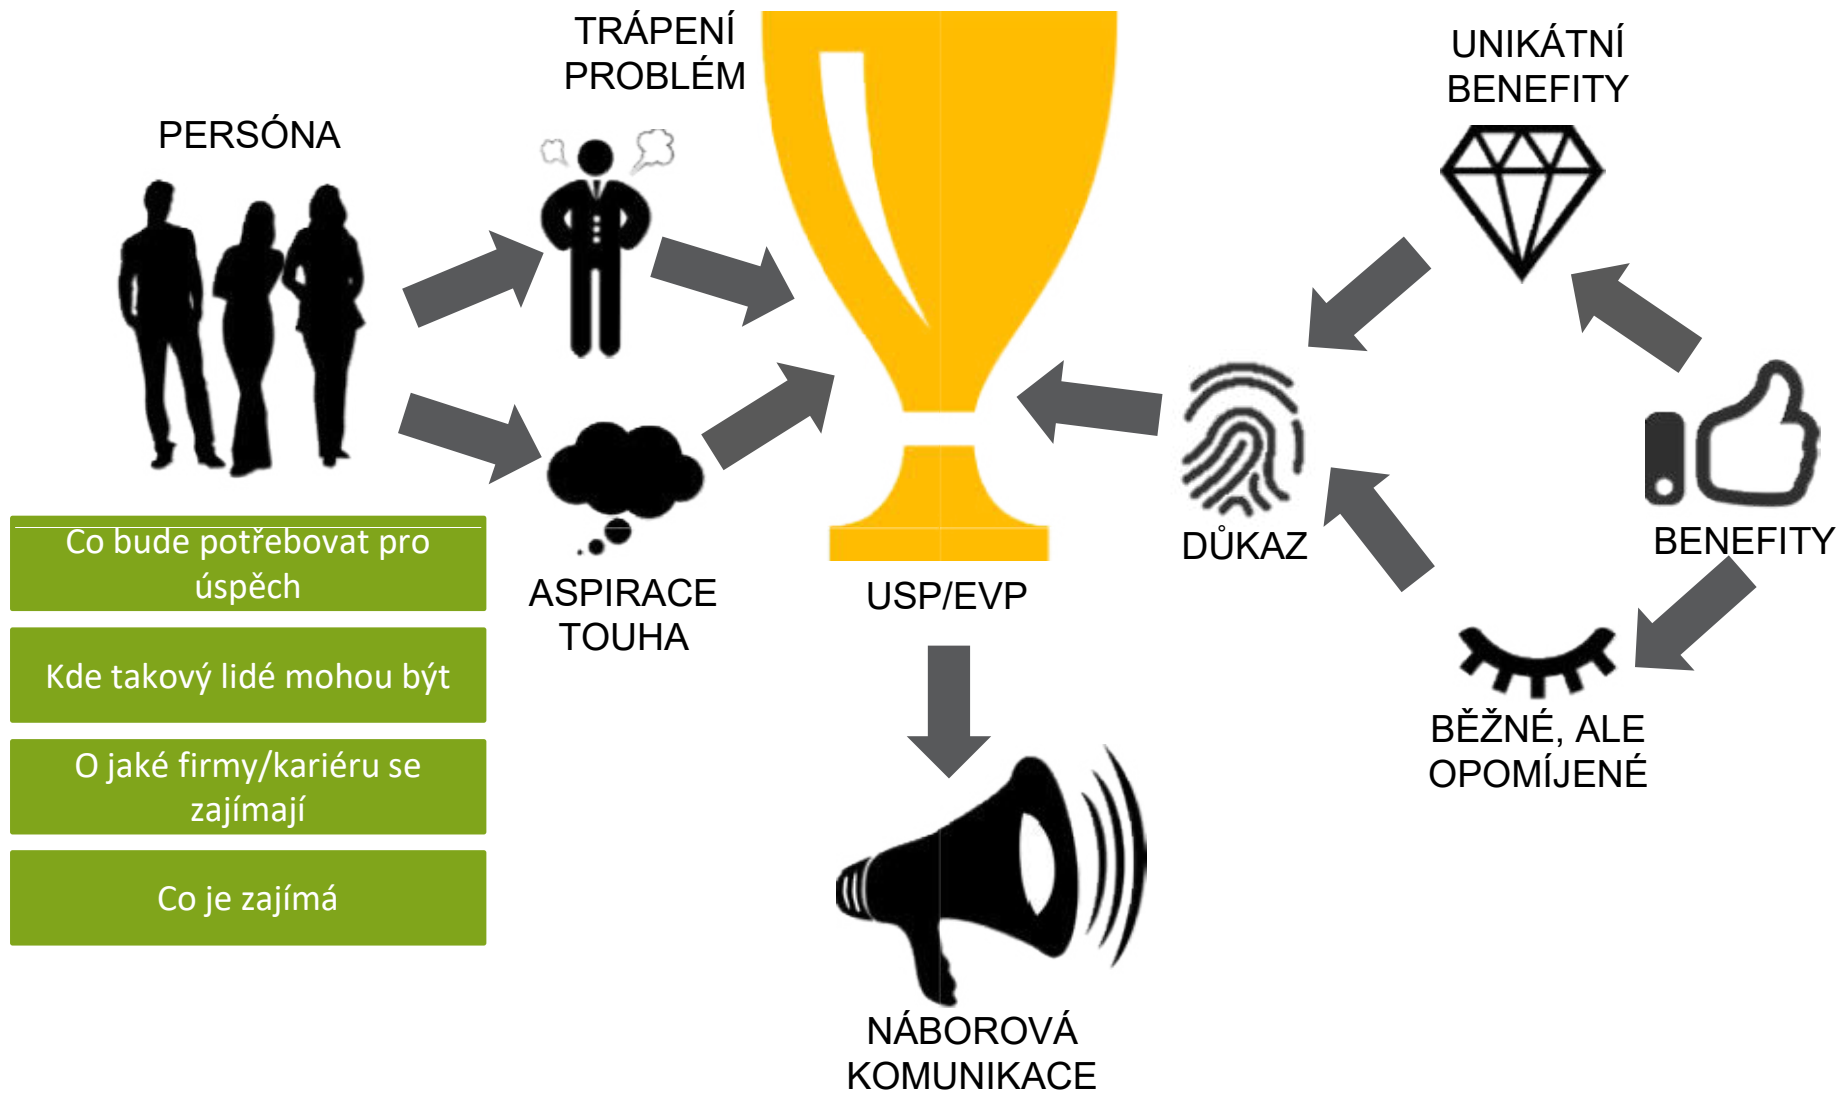 TRÁPENÍ
PROBLÉM
UNIKÁTNÍ
BENEFITY
PERSÓNA
DŮKAZ
BENEFITY
Co bude potřebovat pro
úspěch
ASPIRACE
TOUHA
USP/EVP
Kde takový lidé mohou být
BĚŽNÉ, ALE
OPOMÍJENÉ
O jaké firmy/kariéru se
zajímají
Co je zajímá
NÁBOROVÁ
KOMUNIKACE